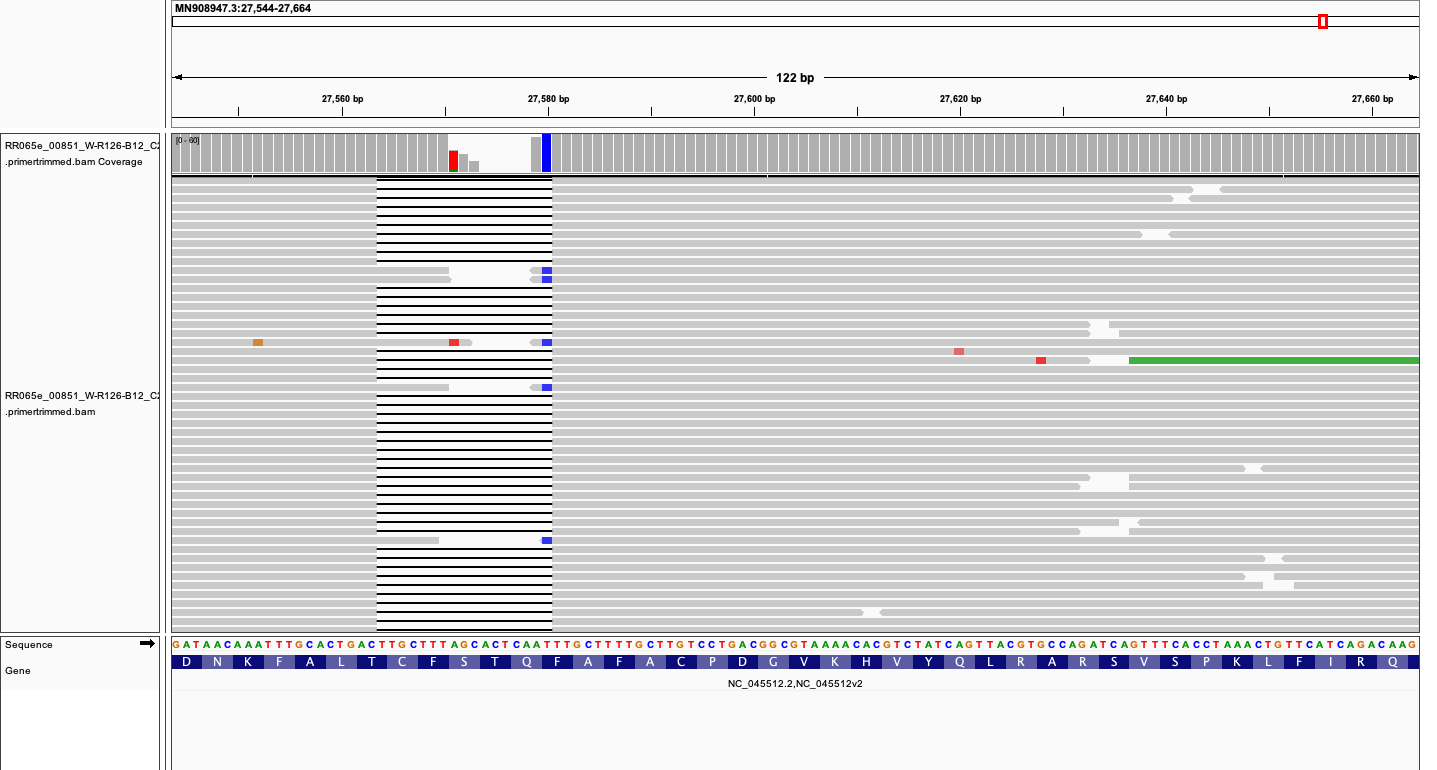 MN908947.3:27,544-27,664
122 bp
27,560 bp 27,580 bp 27,600 bp 27,620 bp 27,640 bp 27,660 bp
RR065e_00851_W-R126-B12_C2
.primertrimmed.bam Coverage
[0 - 60]
RR065e_00851_W-R126-B12_C2
.primertrimmed.bam
Sequence
GATAACAAATTTGCACTGACTTGCTTTAGCACTCAATTTGCTTTTGCTTGTCCTGACGGCGTAAAACACGTCTATCAGTTACGTGCCAGATCAGTTTCACCTAAACTGTTCATCAGACAAG
Gene
D N K F A L T C F S T Q F A F A C P D G V K H V Y Q L R A R S V S P K L F I R Q
NC_045512.2,NC_045512v2